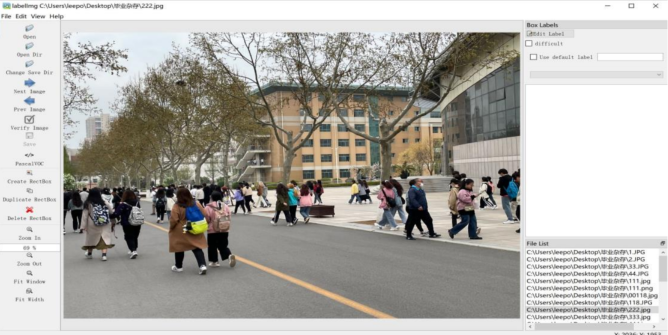 labelImg C:\Users\leepo\Desktop\毕业杂存\222.jpg
File Edit View Help
Open
Open Dir
Change Save Dir
Next Image
Prev Image
Verify Image
Save
PascalVOC
Create RectBox
Duplicate RectBox
Delete RectBox
Zoom In
69 %
Zoom Out
Fit Window
Fit Width
Box Labels
Edit Label
difficult
Use default label
File List
C:\Users\leepo\Desktop\毕业杂存\1.JPG
C:\Users\leepo\Desktop\毕业杂存\2.JPG
C:\Users\leepo\Desktop\毕业杂存\33.JPG
C:\Users\leepo\Desktop\毕业杂存\44.JPG
C:\Users\leepo\Desktop\毕业杂存\111.jpg
C:\Users\leepo\Desktop\毕业杂存\111.png
C:\Users\leepo\Desktop\毕业杂存\00118.jpg
C:\Users\leepo\Desktop\毕业杂存\118.JPG
C:\Users\leepo\Desktop\毕业杂存\222.jpg
C:\Users\leepo\Desktop\毕业杂存\333.jpg